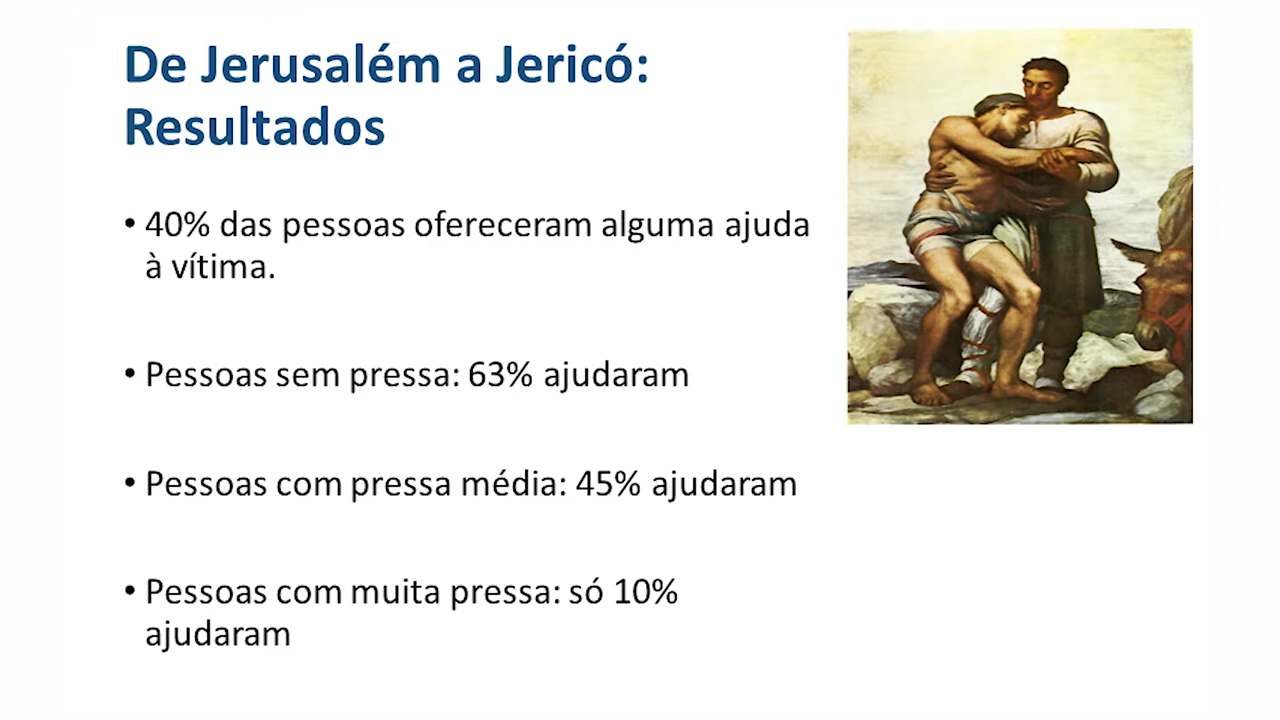 De Jerusalém a Jericó:
Resultados
• 40% das pessoas ofereceram alguma ajuda
à vítima.
• Pessoas sem pressa: 63% ajudaram
• Pessoas com pressa média: 45% ajudaram
• Pessoas com muita pressa: só 10%
ajudaram